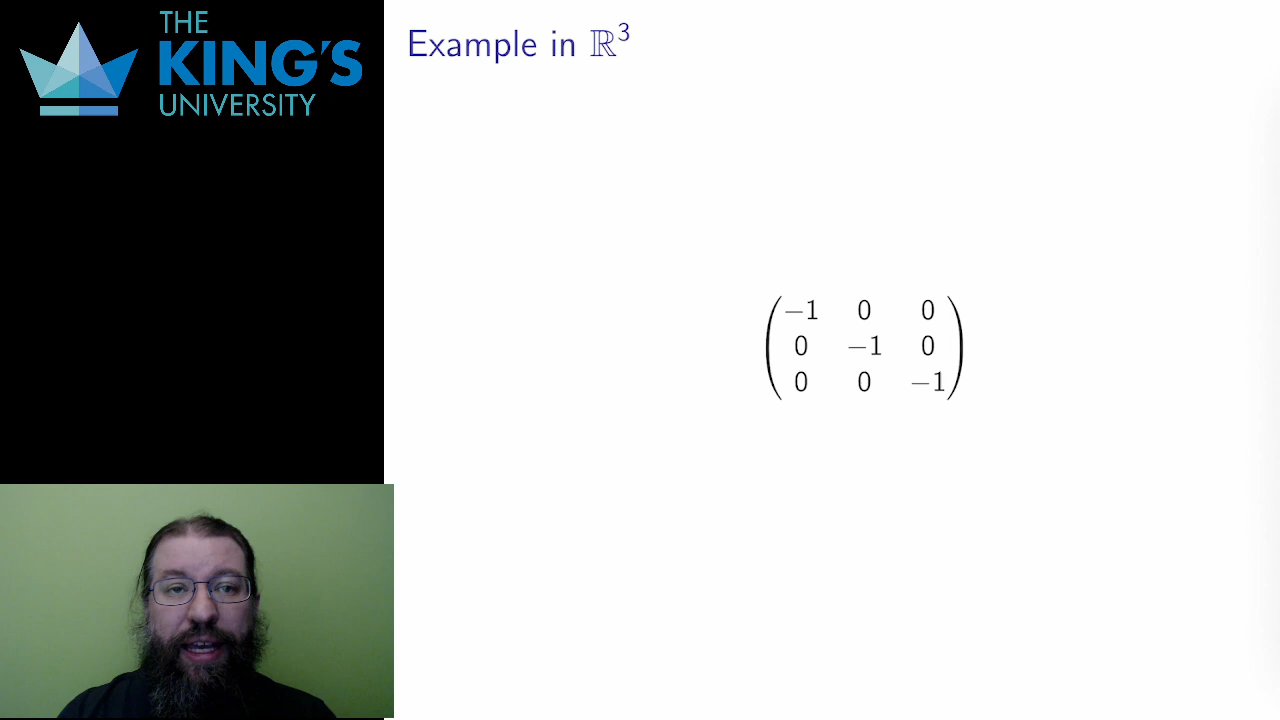 THE
KING'S
UNIVERSITY
Example in ℝ³
−1 0 0
0 −1 0
0 0 −1